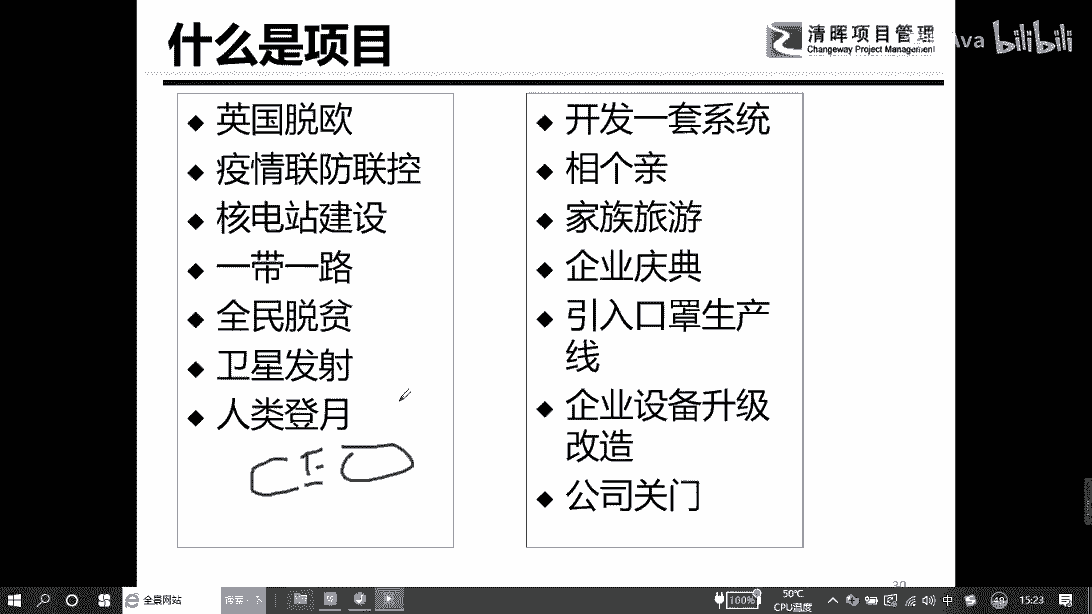 什么是项目
清晖项目管理
Changeway Project Management
Ava bilibili
英国脱欧
疫情联防联控
核电站建设
一带一路
全民脱贫
卫星发射
人类登月
CEO
开发一套系统
相个亲
家族旅游
企业庆典
引入口罩生产
线
企业设备升级
改造
公司关门
30
全景网站
100%
50℃
CPU温度
中
49
15:23